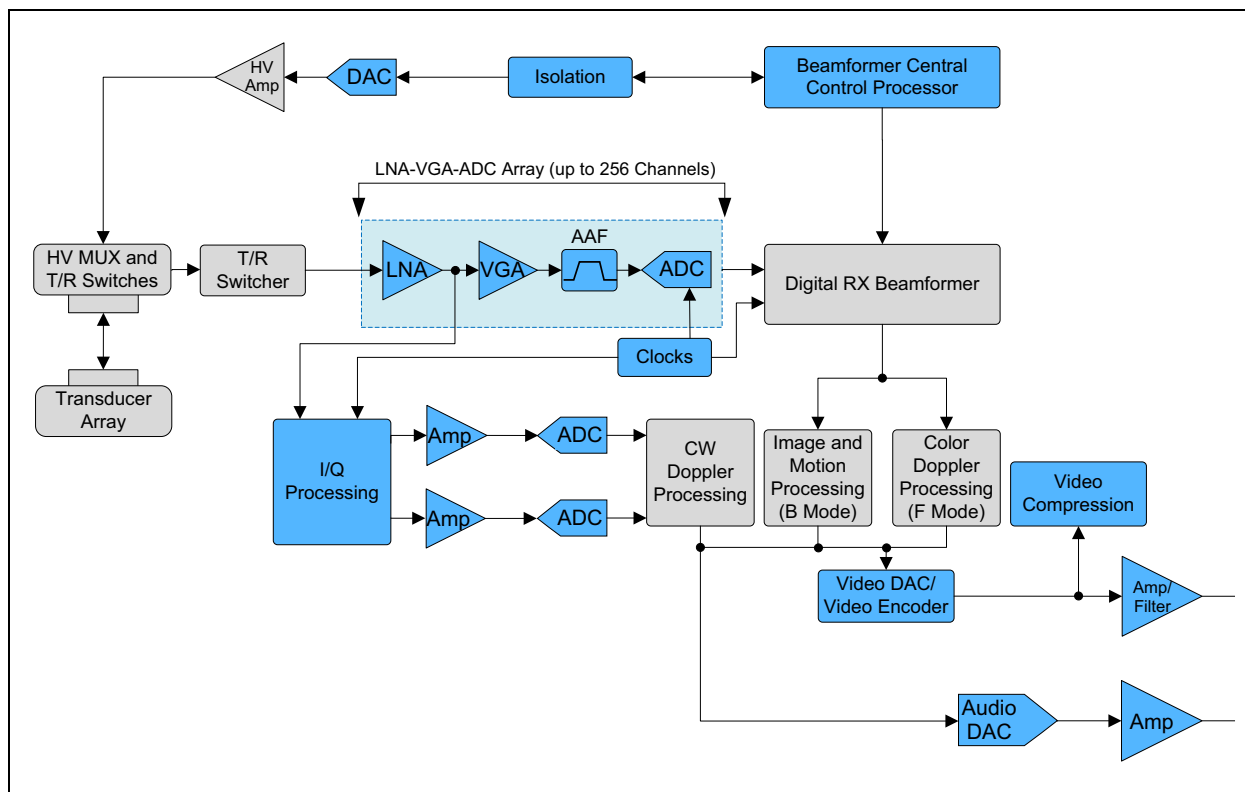 HV
Amp
DAC
Isolation
Beamformer Central
Control Processor
LNA-VGA-ADC Array (up to 256 Channels)
HV MUX and
T/R Switches
T/R
Switcher
LNA
VGA
AAF
ADC
Digital RX Beamformer
Clocks
Transducer
Array
I/Q
Processing
Amp
ADC
Amp
ADC
CW
Doppler
Processing
Image and
Motion
Processing
(B Mode)
Color
Doppler
Processing
(F Mode)
Video
Compression
Video DAC/
Video Encoder
Amp/
Filter
Audio
DAC
Amp